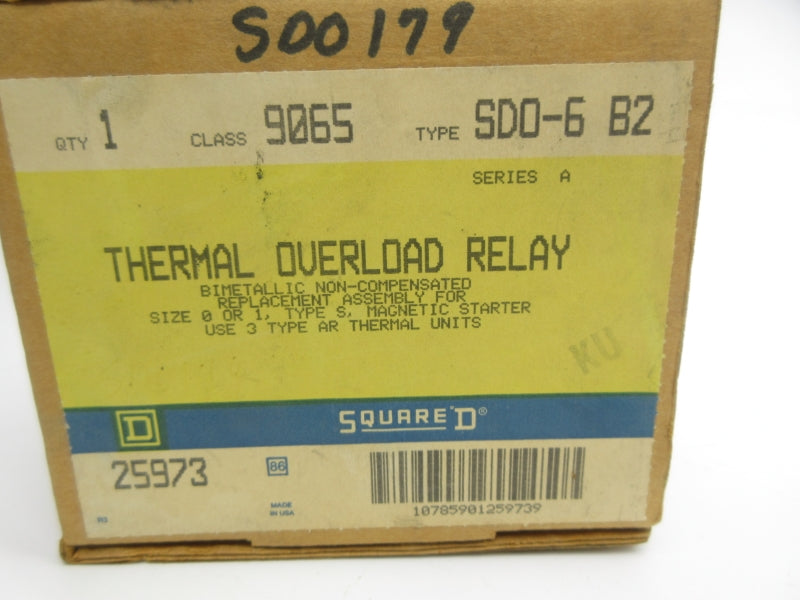 SDO179
QTY 1 CLASS 9065 TYPE SDO-6 B2
SERIES A
THERMAL OVERLOAD RELAY
BIMETALLIC NON-COMPENSATED
REPLACEMENT ASSEMBLY FOR
SIZE 0 OR 1, TYPE S, MAGNETIC STARTER
USE 3 TYPE AR THERMAL UNITS
KU
D SQUARE D®
25973 86
MADE
IN USA
R3
10785901259739